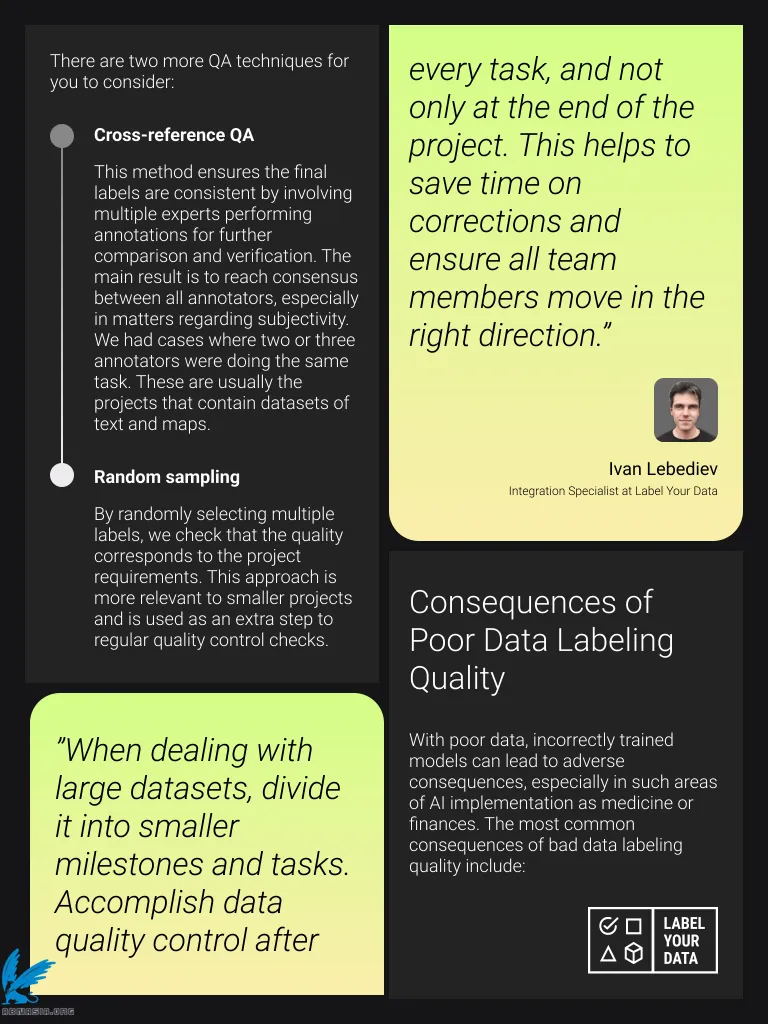 There are two more QA techniques for
you to consider:
Cross-reference QA
This method ensures the final
labels are consistent by involving
multiple experts performing
annotations for further
comparison and verification. The
main result is to reach consensus
between all annotators, especially
in matters regarding subjectivity.
We had cases where two or three
annotators were doing the same
task. These are usually the
projects that contain datasets of
text and maps.
Random sampling
By randomly selecting multiple
labels, we check that the quality
corresponds to the project
requirements. This approach is
more relevant to smaller projects
and is used as an extra step to
regular quality control checks.
”When dealing with
large datasets, divide
it into smaller
milestones and tasks.
Accomplish data
quality control after
every task, and not
only at the end of the
project. This helps to
save time on
corrections and
ensure all team
members move in the
right direction.”
Ivan Lebediev
Integration Specialist at Label Your Data
Consequences of
Poor Data Labeling
Quality
With poor data, incorrectly trained
models can lead to adverse
consequences, especially in such areas
of AI implementation as medicine or
finances. The most common
consequences of bad data labeling
quality include:
LABEL
YOUR
DATA